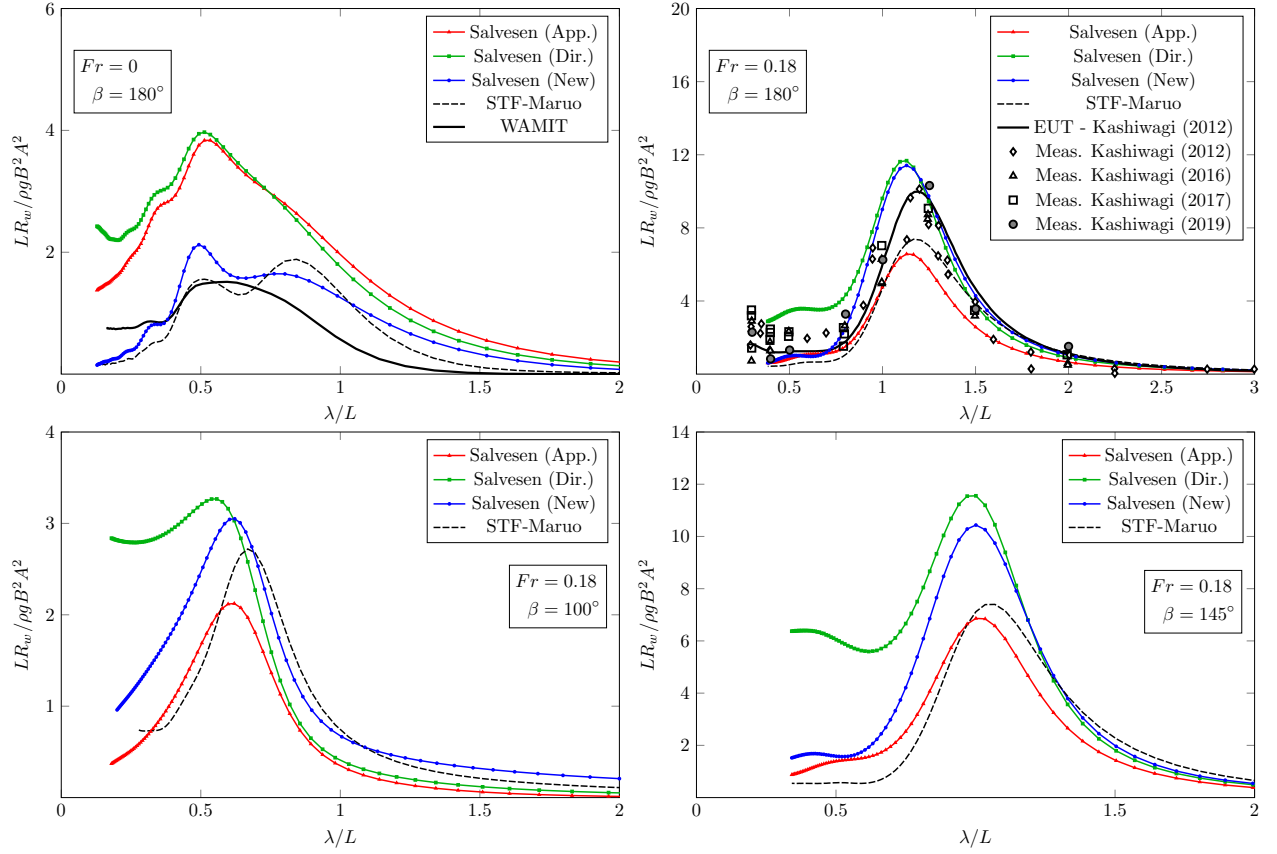 6
4
2
0
0.5
1
1.5
2
LR_w/ρgB²A²
λ/L
Fr = 0
β = 180°
Salvesen (App.)
Salvesen (Dir.)
Salvesen (New)
STF-Maruo
WAMIT
20
16
12
8
4
0
0.5
1
1.5
2
2.5
3
LR_w/ρgB²A²
λ/L
Fr = 0.18
β = 180°
Salvesen (App.)
Salvesen (Dir.)
Salvesen (New)
STF-Maruo
EUT - Kashiwagi (2012)
Meas. Kashiwagi (2012)
Meas. Kashiwagi (2016)
Meas. Kashiwagi (2017)
Meas. Kashiwagi (2019)
4
3
2
1
0
0.5
1
1.5
2
LR_w/ρgB²A²
λ/L
Salvesen (App.)
Salvesen (Dir.)
Salvesen (New)
STF-Maruo
Fr = 0.18
β = 100°
14
12
10
8
6
4
2
0
0.5
1
1.5
2
LR_w/ρgB²A²
λ/L
Salvesen (App.)
Salvesen (Dir.)
Salvesen (New)
STF-Maruo
Fr = 0.18
β = 145°